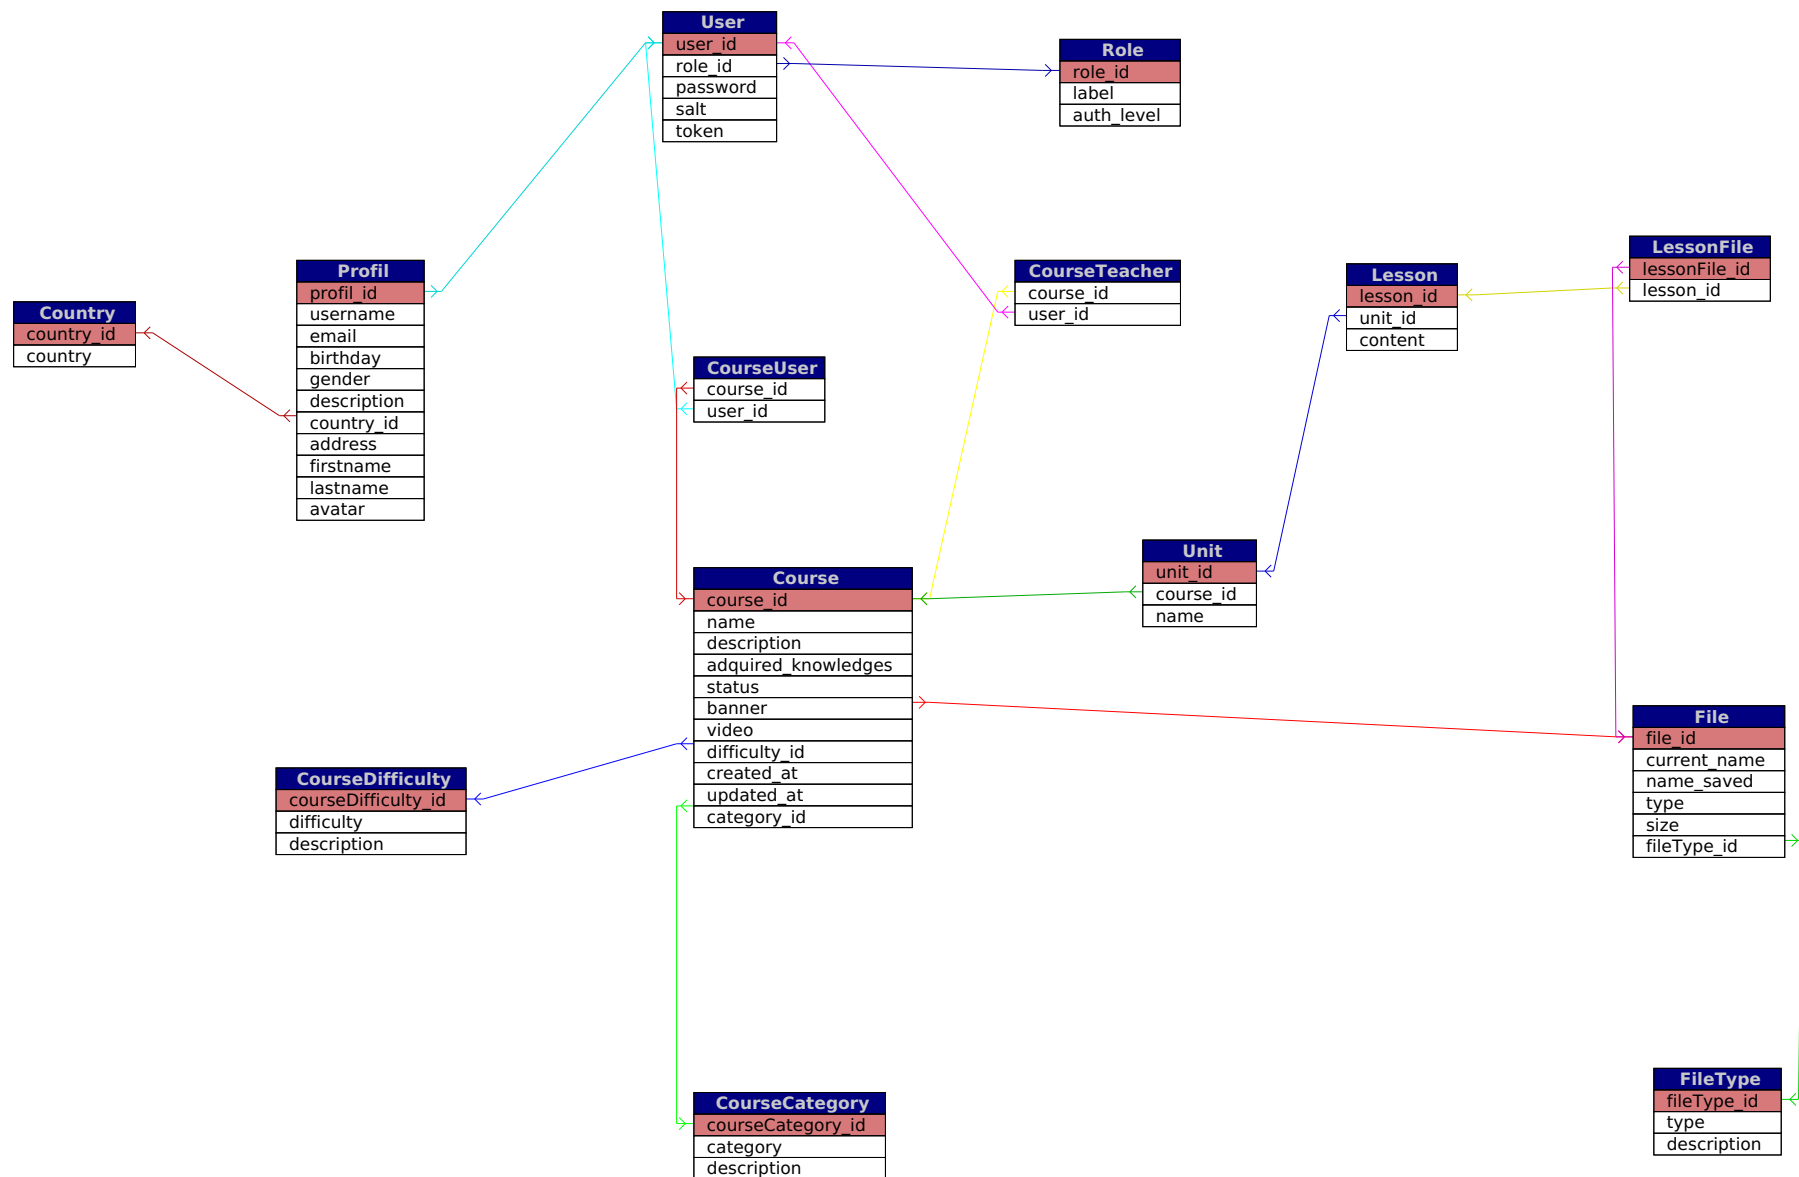 User
user_id
role_id
password
salt
token
Role
role_id
label
auth_level
Country
country_id
country
Profil
profil_id
username
email
birthday
gender
description
country_id
address
firstname
lastname
avatar
CourseUser
course_id
user_id
CourseTeacher
course_id
user_id
Lesson
lesson_id
unit_id
content
LessonFile
lessonFile_id
lesson_id
Course
course_id
name
description
adquired_knowledges
status
banner
video
difficulty_id
created_at
updated_at
category_id
Unit
unit_id
course_id
name
CourseDifficulty
courseDifficulty_id
difficulty
description
File
file_id
current_name
name_saved
type
size
fileType_id
CourseCategory
courseCategory_id
category
description
FileType
fileType_id
type
description